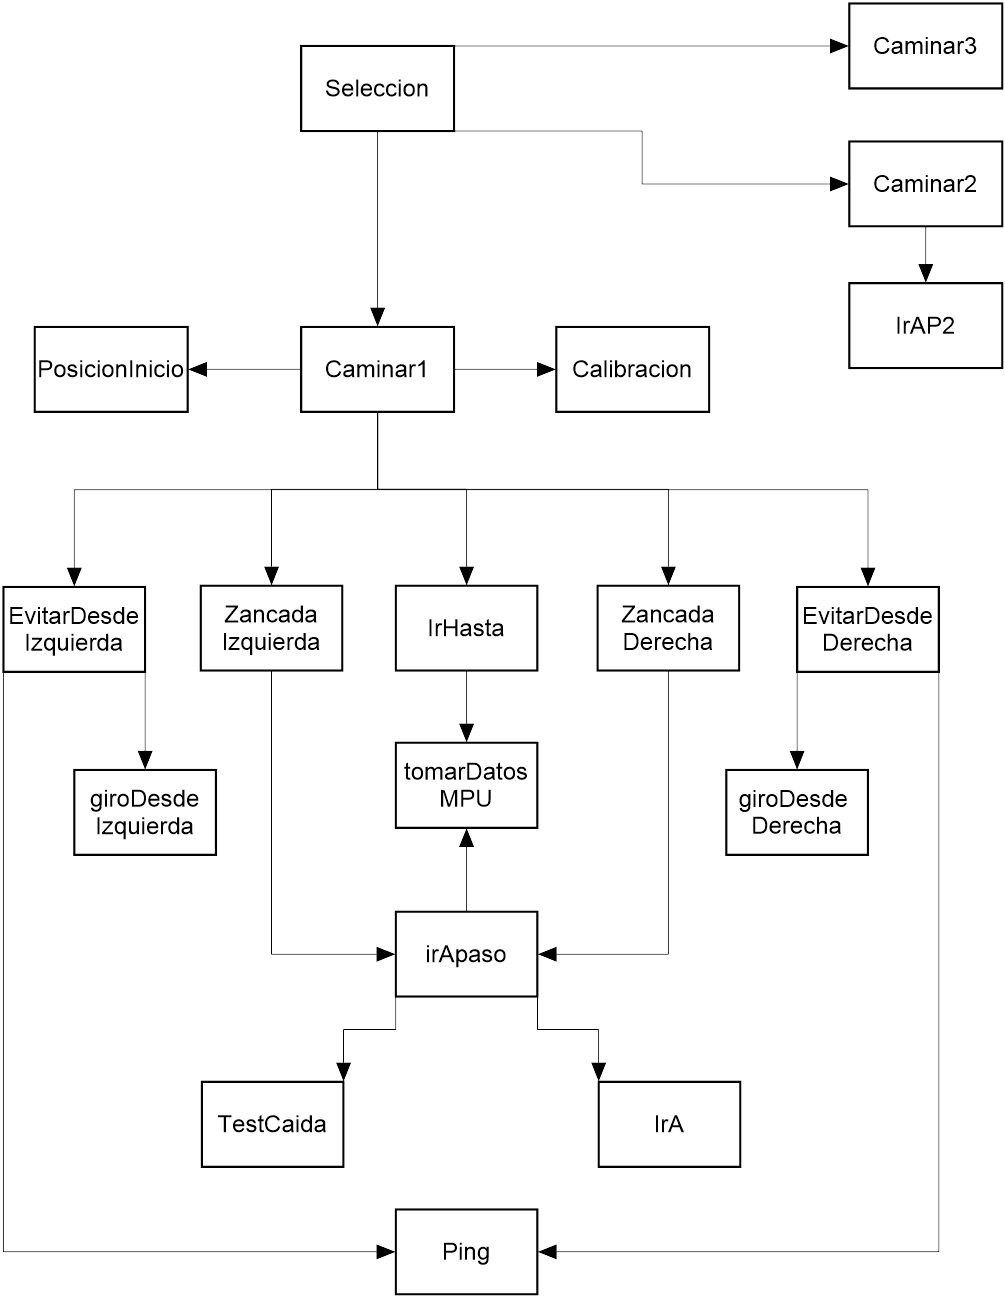 Caminar3
Seleccion
Caminar2
IrAP2
PosicionInicio
Caminar1
Calibracion
EvitarDesde
Izquierda
Zancada
Izquierda
IrHasta
Zancada
Derecha
EvitarDesde
Derecha
tomarDatos
MPU
giroDesde
Izquierda
giroDesde
Derecha
irApaso
TestCaida
IrA
Ping